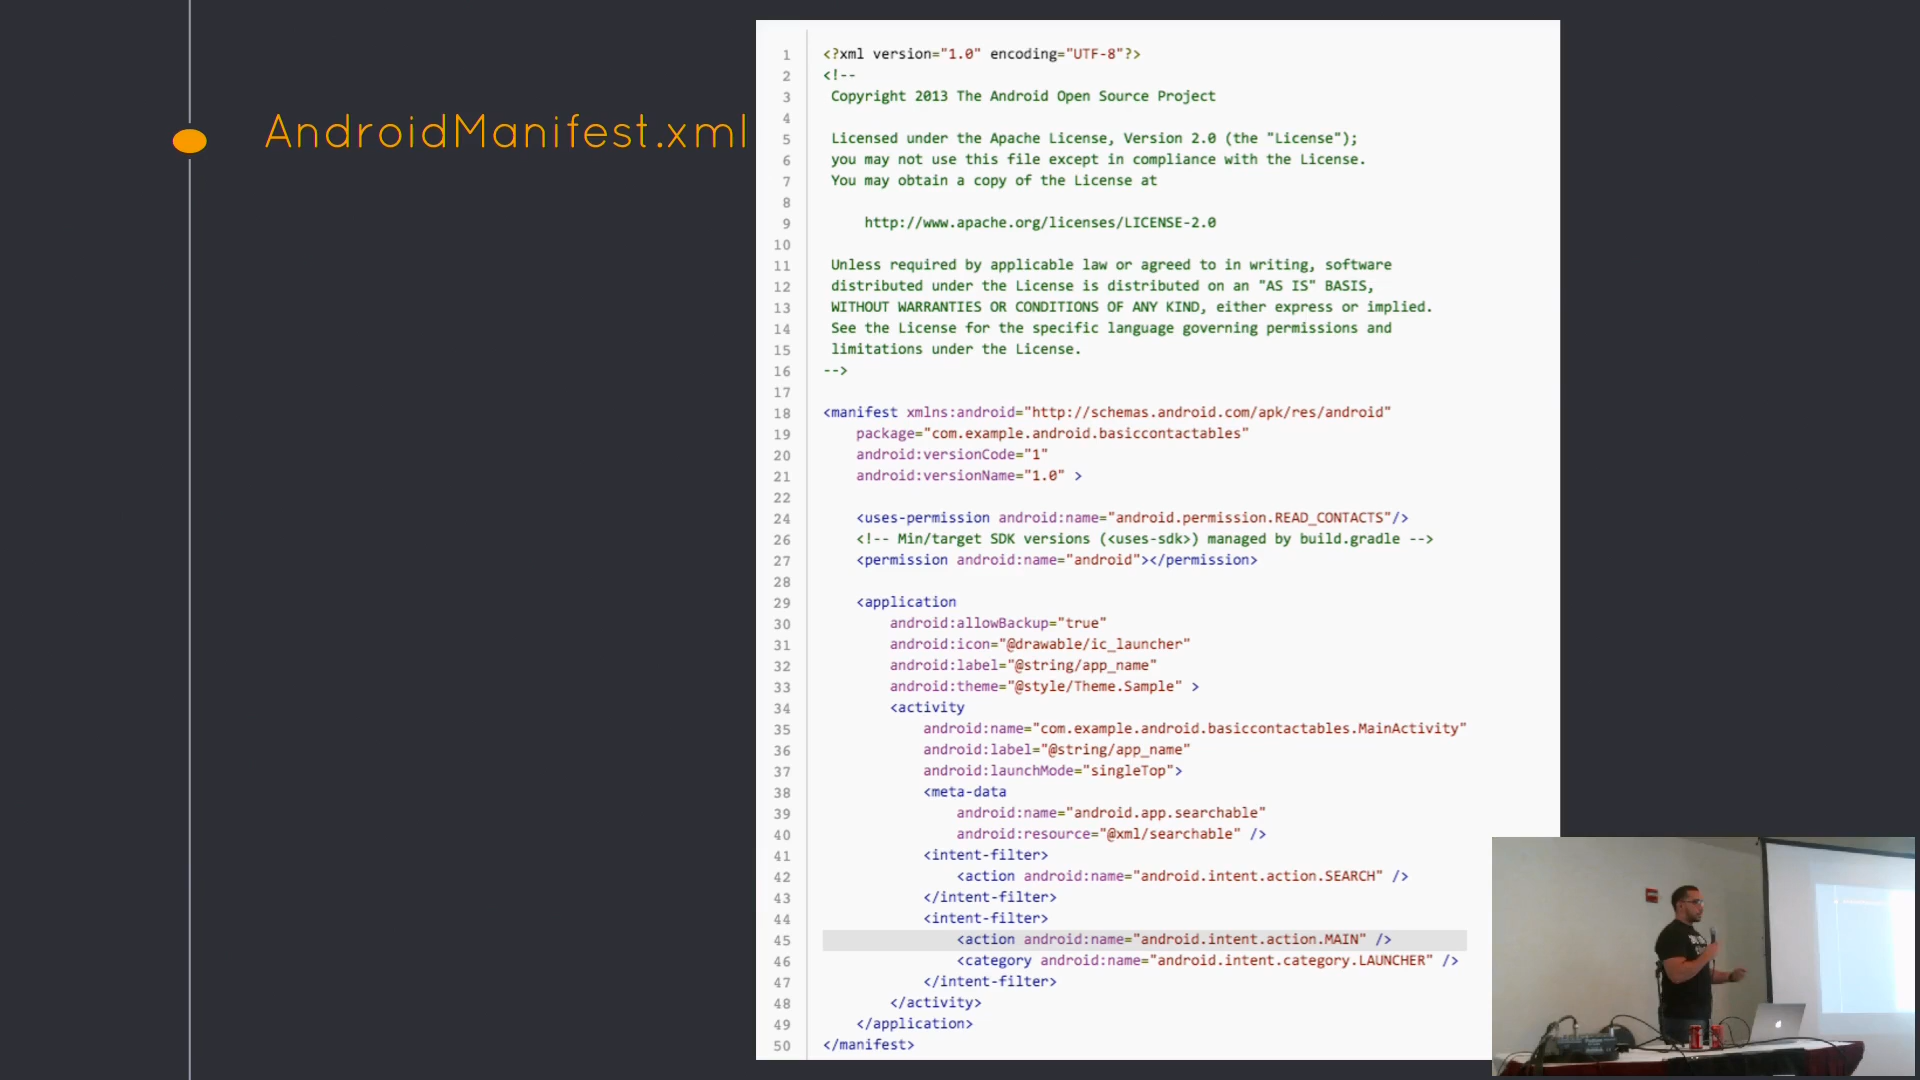 AndroidManifest.xml
1 <?xml version="1.0" encoding="UTF-8"?>
2 <!--
3 Copyright 2013 The Android Open Source Project
4
5 Licensed under the Apache License, Version 2.0 (the "License");
6 you may not use this file except in compliance with the License.
7 You may obtain a copy of the License at
8
9 http://www.apache.org/licenses/LICENSE-2.0
10
11 Unless required by applicable law or agreed to in writing, software
12 distributed under the License is distributed on an "AS IS" BASIS,
13 WITHOUT WARRANTIES OR CONDITIONS OF ANY KIND, either express or implied.
14 See the License for the specific language governing permissions and
15 limitations under the License.
16 -->
17
18 <manifest xmlns:android="http://schemas.android.com/apk/res/android"
19 package="com.example.android.basiccontactables"
20 android:versionCode="1"
21 android:versionName="1.0" >
22
24 <uses-permission android:name="android.permission.READ_CONTACTS"/>
26 <!-- Min/target SDK versions (<uses-sdk>) managed by build.gradle -->
27 <permission android:name="android"></permission>
28
29 <application
30 android:allowBackup="true"
31 android:icon="@drawable/ic_launcher"
32 android:label="@string/app_name"
33 android:theme="@style/Theme.Sample" >
34 <activity
35 android:name="com.example.android.basiccontactables.MainActivity"
36 android:label="@string/app_name"
37 android:launchMode="singleTop">
38 <meta-data
39 android:name="android.app.searchable"
40 android:resource="@xml/searchable" />
41 <intent-filter>
42 <action android:name="android.intent.action.SEARCH" />
43 </intent-filter>
44 <intent-filter>
45 <action android:name="android.intent.action.MAIN" />
46 <category android:name="android.intent.category.LAUNCHER" />
47 </intent-filter>
48 </activity>
49 </application>
50 </manifest>